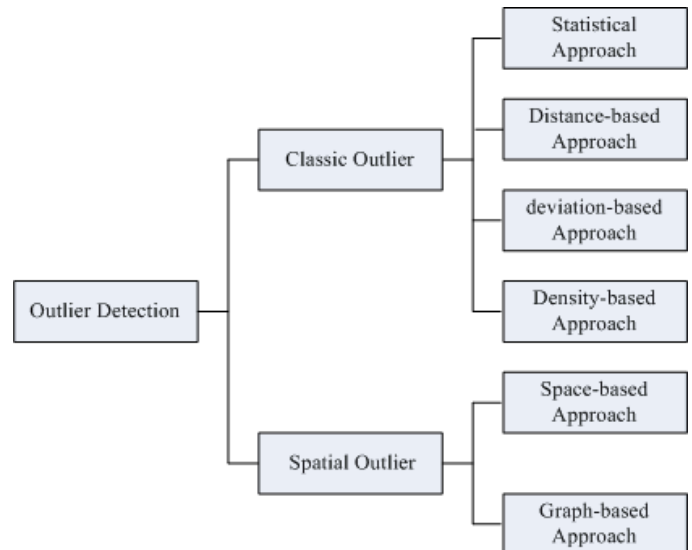 Statistical
Approach
Distance-based
Approach
Classic Outlier
deviation-based
Approach
Outlier Detection
Density-based
Approach
Space-based
Approach
Spatial Outlier
Graph-based
Approach